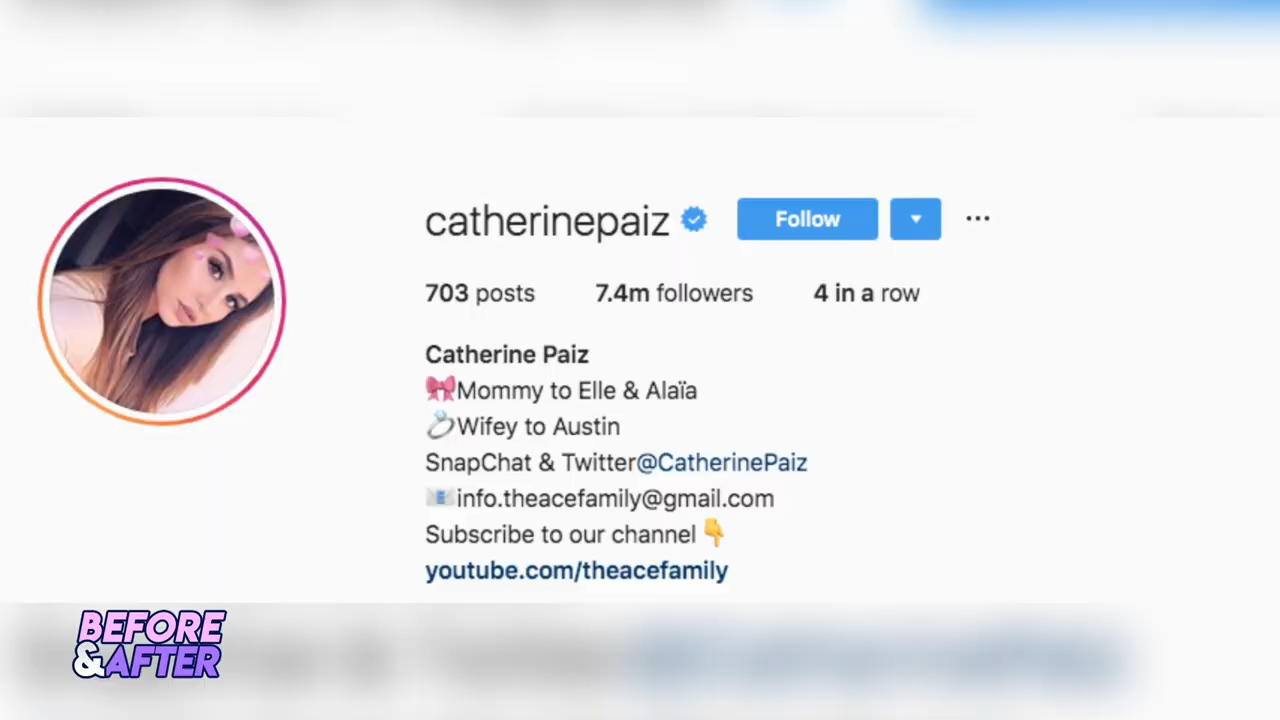 catherinepaiz Follow ...
703 posts 7.4m followers 4 in a row
Catherine Paiz
🎀Mommy to Elle & Alaïa
💍Wifey to Austin
SnapChat & Twitter@CatherinePaiz
📧info.theacefamily@gmail.com
Subscribe to our channel👇
youtube.com/theacefamily
BEFORE
&AFTER